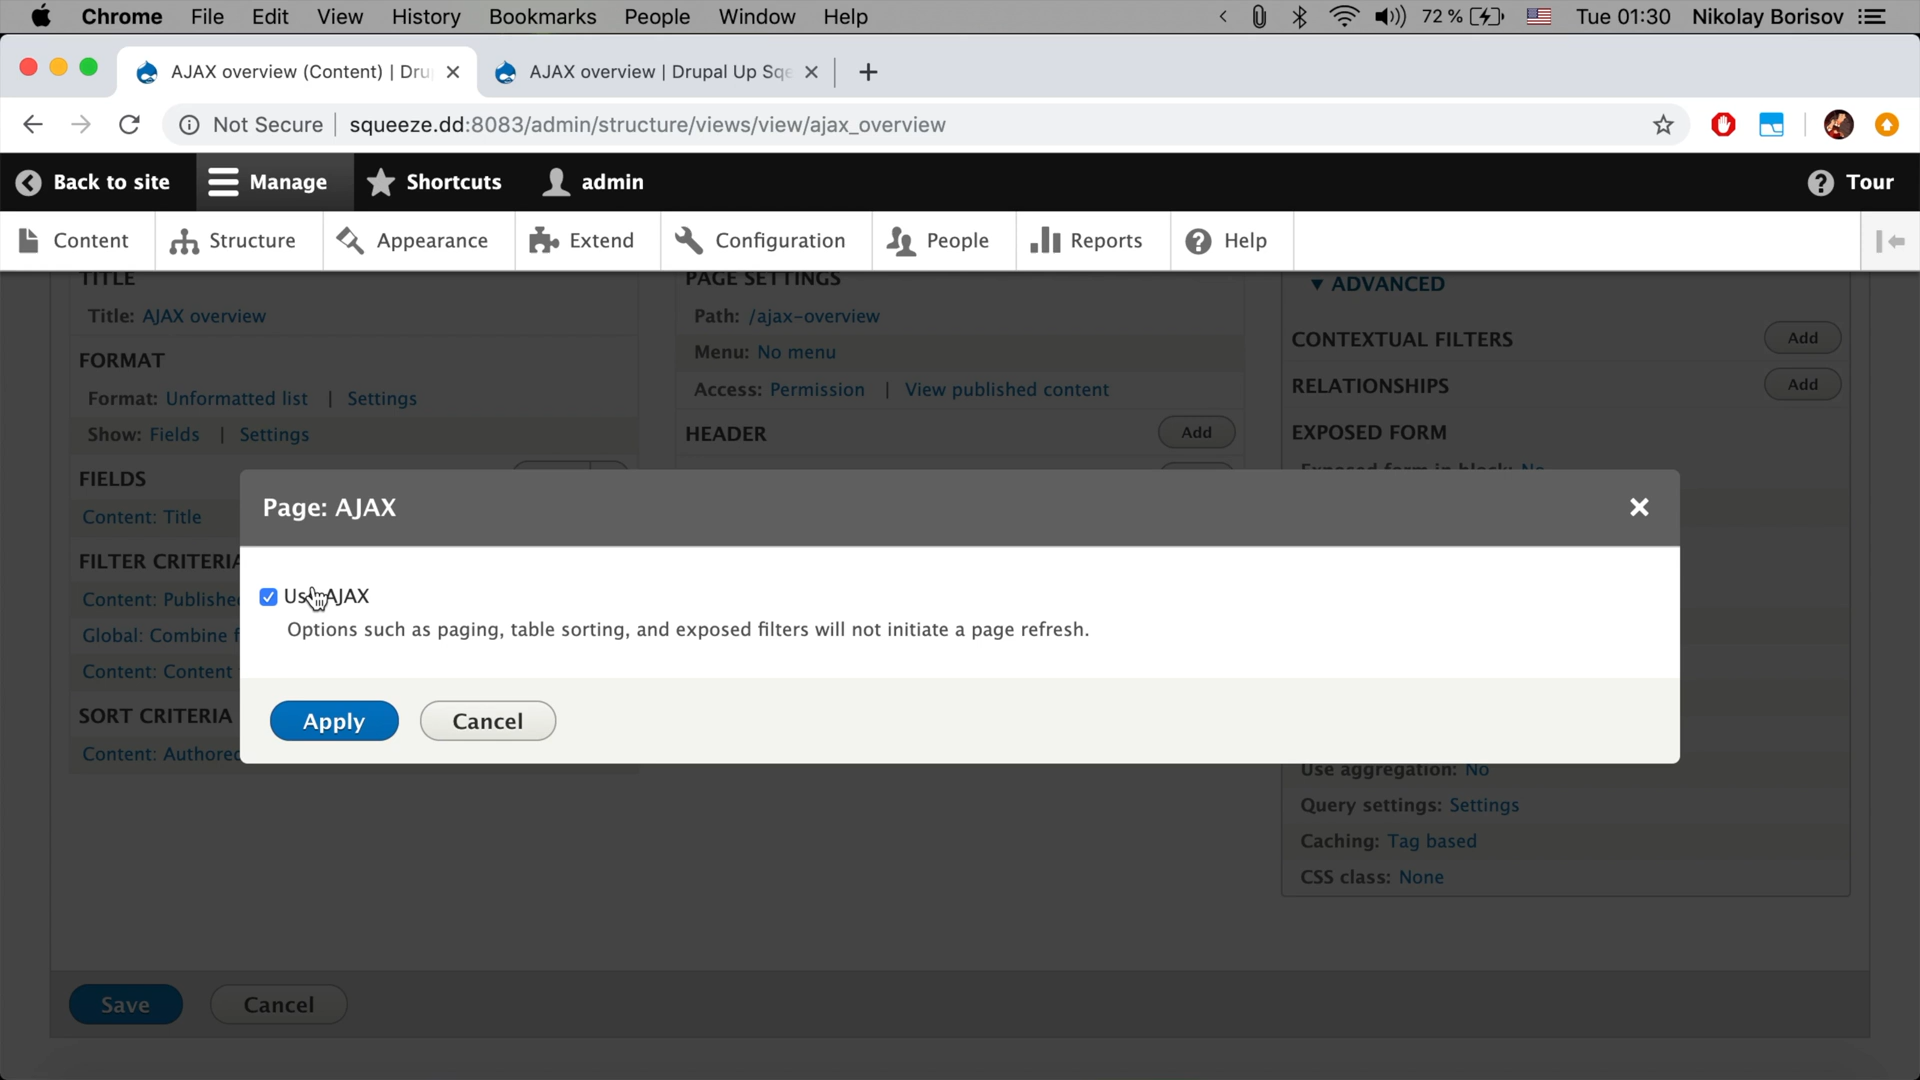 Chrome File Edit View History Bookmarks People Window Help 72 % Tue 01:30 Nikolay Borisov
AJAX overview (Content) | Dru
AJAX overview | Drupal Up Sqe
Not Secure squeeze.dd:8083/admin/structure/views/view/ajax_overview
Back to site Manage Shortcuts admin Tour
Content Structure Appearance Extend Configuration People Reports Help
TITLE
Title: AJAX overview
FORMAT
Format: Unformatted list | Settings
Show: Fields | Settings
FIELDS
Content: Title
FILTER CRITERIA
Content: Published
Global: Combine f
Content: Content
SORT CRITERIA
Content: Authored
PAGE SETTINGS
Path: /ajax-overview
Menu: No menu
Access: Permission | View published content
HEADER Add
▼ ADVANCED
CONTEXTUAL FILTERS Add
RELATIONSHIPS Add
EXPOSED FORM
Exposed form in block: No
Page: AJAX
Use AJAX
Options such as paging, table sorting, and exposed filters will not initiate a page refresh.
Apply Cancel
Use aggregation: No
Query settings: Settings
Caching: Tag based
CSS class: None
Save Cancel